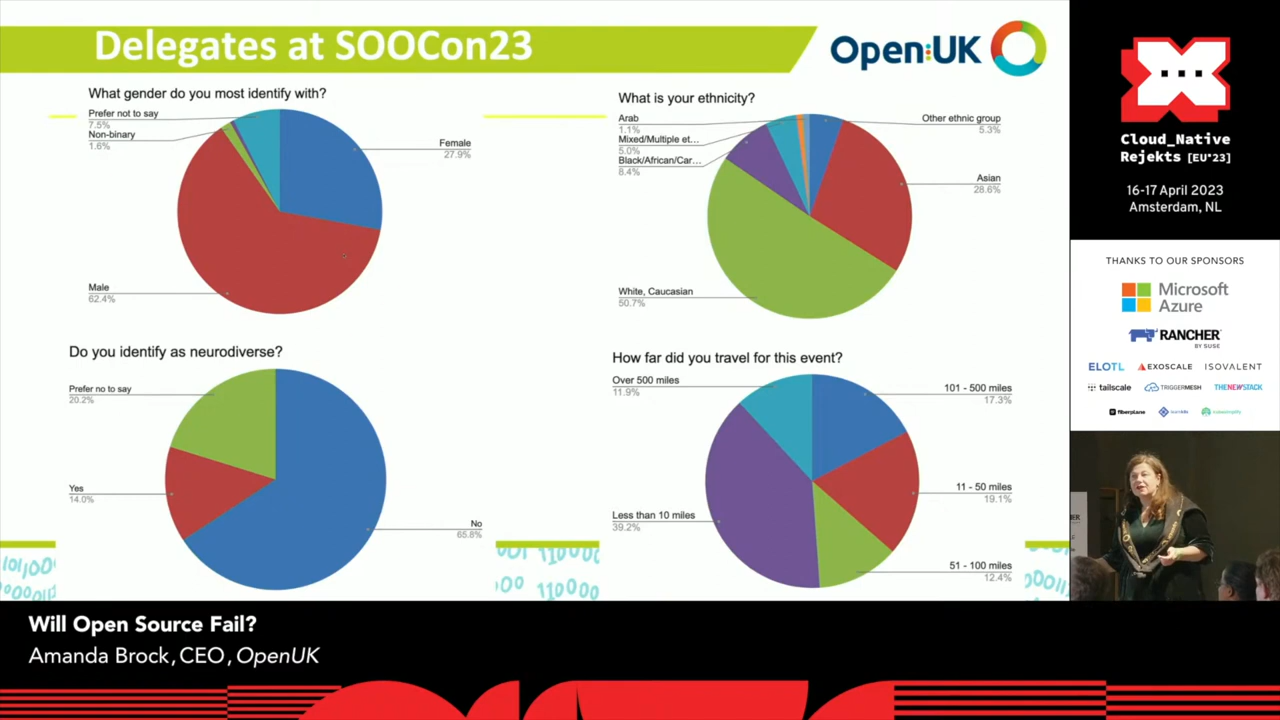 Delegates at SOOCon23
Open:UK
What gender do you most identify with?
Prefer not to say
7.5%
Non-binary
1.6%
Female
27.9%
Male
62.4%
What is your ethnicity?
Arab
1.1%
Mixed/Multiple et...
5.0%
Black/African/Car...
8.4%
Other ethnic group
5.3%
Asian
28.6%
White, Caucasian
50.7%
Do you identify as neurodiverse?
Prefer no to say
20.2%
Yes
14.0%
No
65.8%
How far did you travel for this event?
Over 500 miles
11.9%
101 - 500 miles
17.3%
11 - 50 miles
19.1%
Less than 10 miles
39.2%
51 - 100 miles
12.4%
Cloud_Native
Rejekts [EU*23]
16-17 April 2023
Amsterdam, NL
THANKS TO OUR SPONSORS
Microsoft
Azure
RANCHER
BY SUSE
ELOTL
EXOSCALE
ISOVALENT
tailscale
TRIGGERMESH
THENEWSTACK
fiberplane
Will Open Source Fail?
Amanda Brock, CEO, OpenUK